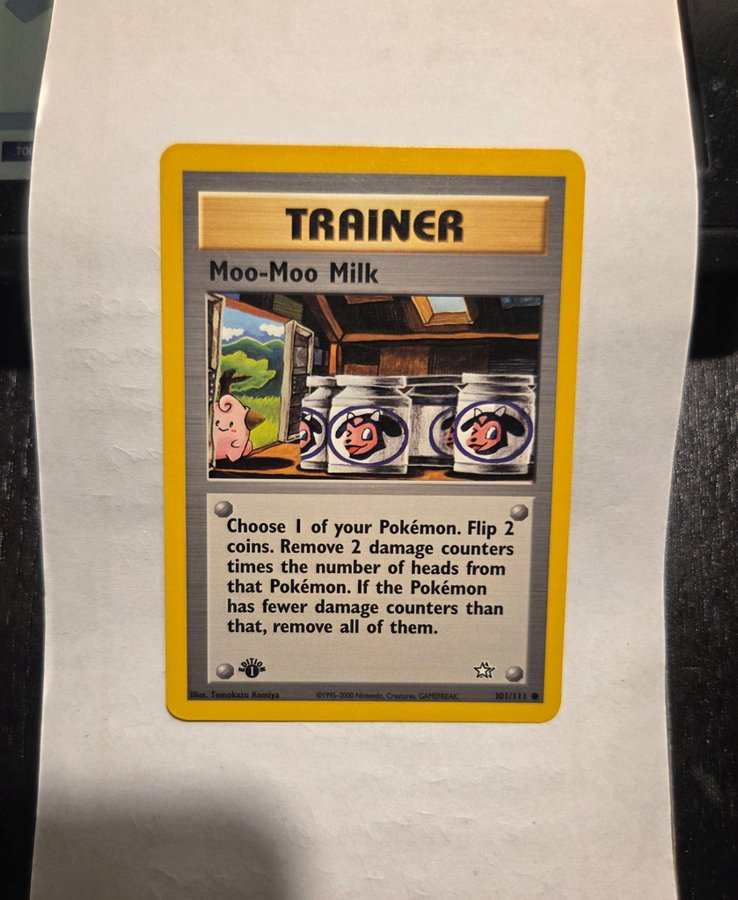 TRAINER
Moo-Moo Milk
Choose 1 of your Pokémon. Flip 2
coins. Remove 2 damage counters
times the number of heads from
that Pokémon. If the Pokémon
has fewer damage counters than
that, remove all of them.
EDITION
1
Illus. Tomokazu Komiya
©1995-2000 Nintendo, Creatures, GAMEFREAK.
101/111